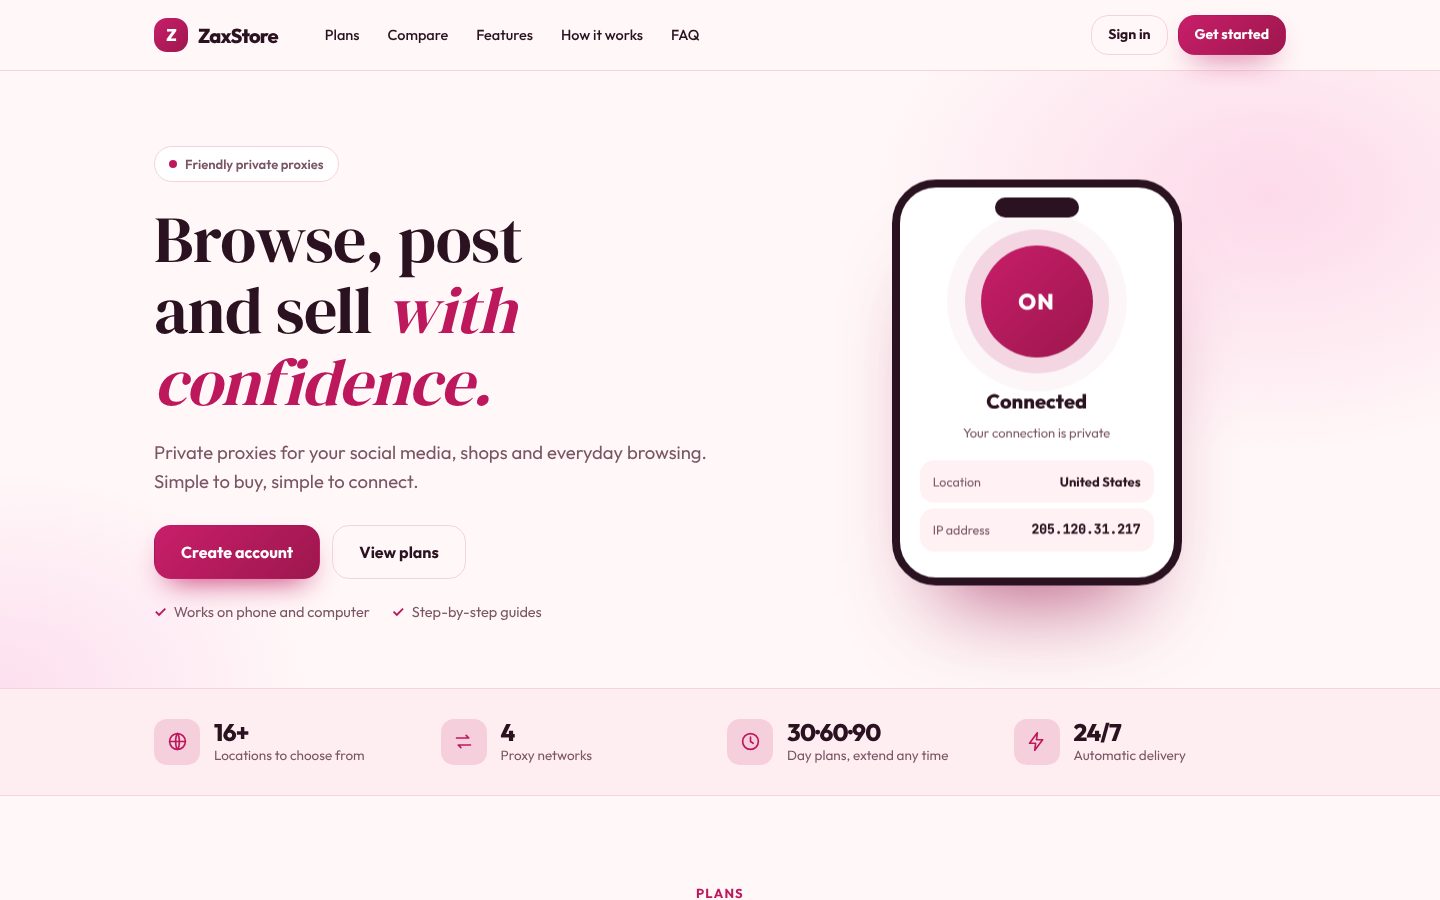 Z ZaxStore
Plans
Compare
Features
How it works
FAQ
Sign in
Get started
Friendly private proxies
Browse, post
and sell with
confidence.
Private proxies for your social media, shops and everyday browsing.
Simple to buy, simple to connect.
Create account
View plans
Works on phone and computer
Step-by-step guides
ON
Connected
Your connection is private
Location United States
IP address 205.120.31.217
16+
Locations to choose from
4
Proxy networks
30·60·90
Day plans, extend any time
24/7
Automatic delivery
PLANS